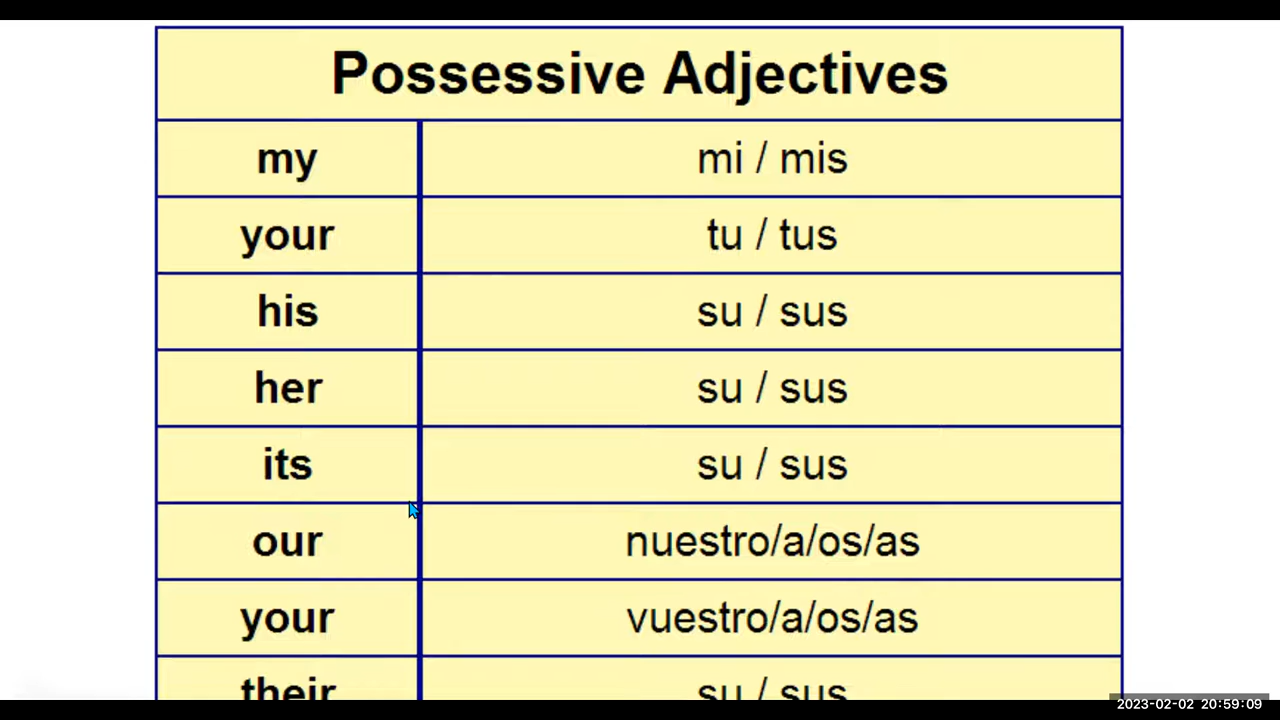 Possessive Adjectives
my mi / mis
your tu / tus
his su / sus
her su / sus
its su / sus
our nuestro/a/os/as
your vuestro/a/os/as
their su / sus
2023-02-02 20:59:09